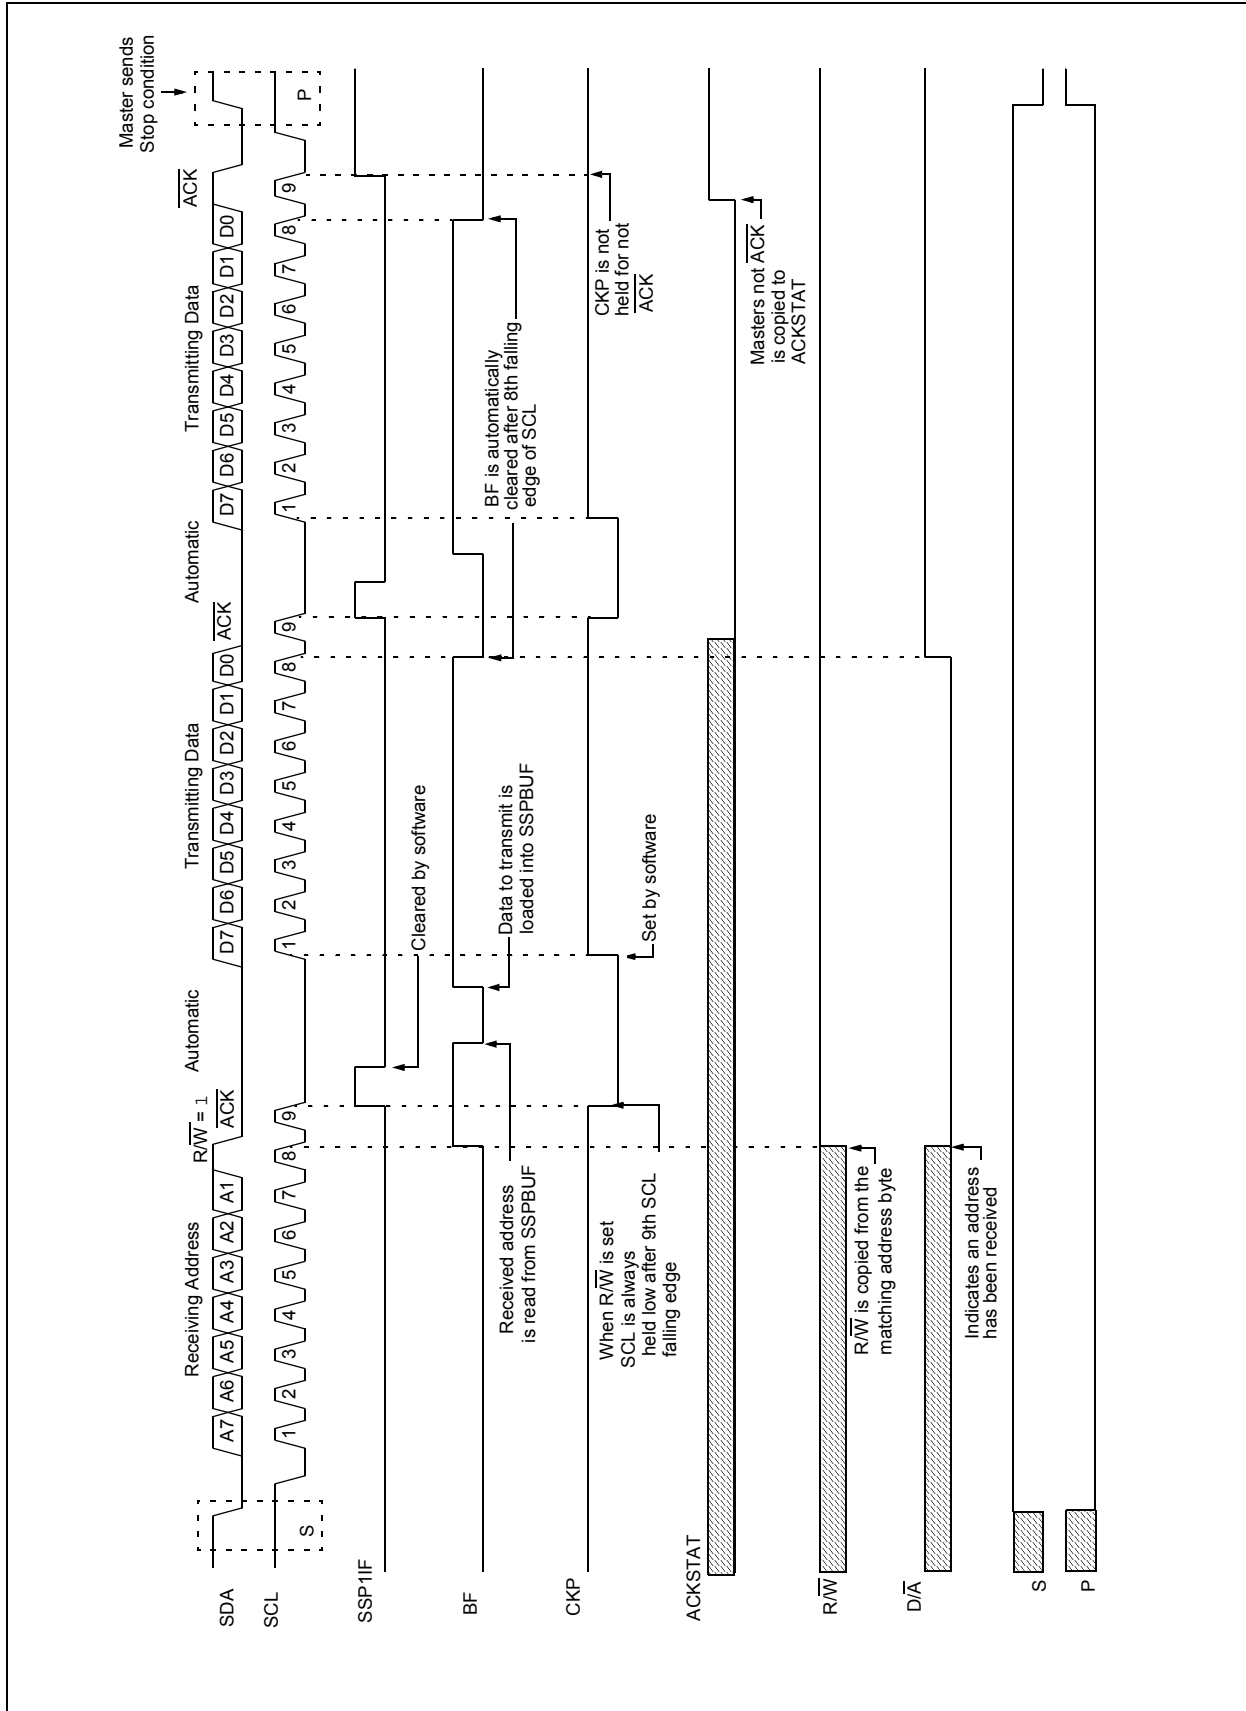 Master sends
Stop condition
Receiving Address
R/W = 1
ACK
Automatic
Transmitting Data
ACK
Automatic
Transmitting Data
ACK
SDA
A7 A6 A5 A4 A3 A2 A1
D7 D6 D5 D4 D3 D2 D1 D0
D7 D6 D5 D4 D3 D2 D1 D0
SCL
S
1 2 3 4 5 6 7 8 9
1 2 3 4 5 6 7 8 9
1 2 3 4 5 6 7 8 9
P
SSP1IF
Cleared by software
BF
Received address
is read from SSPBUF
Data to transmit is
loaded into SSPBUF
BF is automatically
cleared after 8th falling
edge of SCL
CKP
When R/W is set
SCL is always
held low after 9th SCL
falling edge
Set by software
CKP is not
held for not
ACK
ACKSTAT
Masters not ACK
is copied to
ACKSTAT
R/W
R/W is copied from the
matching address byte
D/A
Indicates an address
has been received
S
P